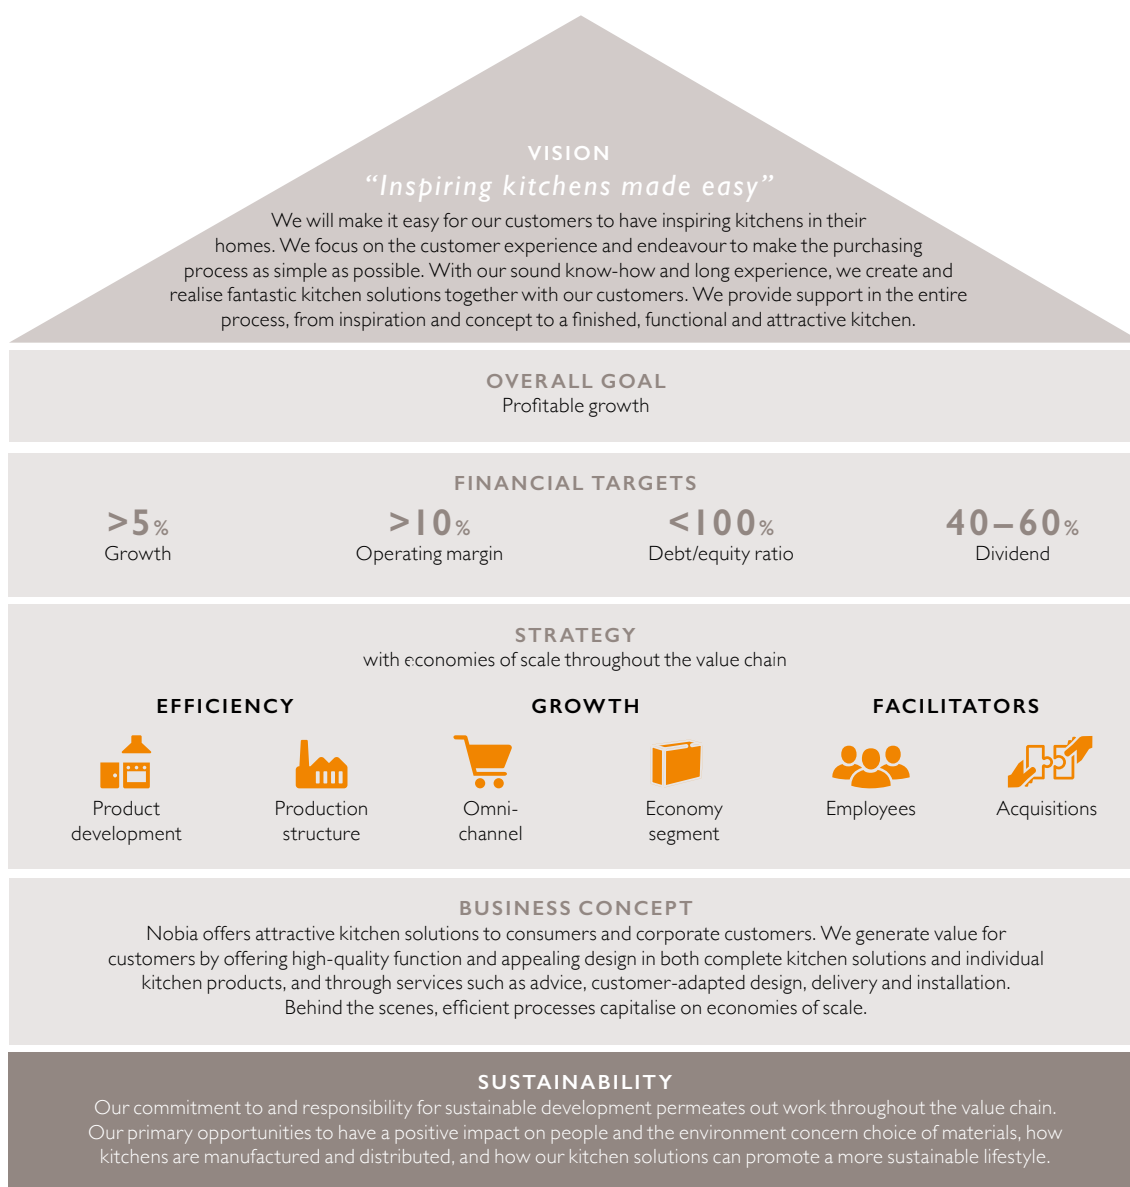 VISION
“Inspiring kitchens made easy”
We will make it easy for our customers to have inspiring kitchens in their
homes. We focus on the customer experience and endeavour to make the purchasing
process as simple as possible. With our sound know-how and long experience, we create and
realise fantastic kitchen solutions together with our customers. We provide support in the entire
process, from inspiration and concept to a finished, functional and attractive kitchen.
OVERALL GOAL
Profitable growth
FINANCIAL TARGETS
>5%
Growth
>10%
Operating margin
<100%
Debt/equity ratio
40–60%
Dividend
STRATEGY
with economies of scale throughout the value chain
EFFICIENCY
Product
development
Production
structure
GROWTH
Omni-
channel
Economy
segment
FACILITATORS
Employees
Acquisitions
BUSINESS CONCEPT
Nobia offers attractive kitchen solutions to consumers and corporate customers. We generate value for
customers by offering high-quality function and appealing design in both complete kitchen solutions and individual
kitchen products, and through services such as advice, customer-adapted design, delivery and installation.
Behind the scenes, efficient processes capitalise on economies of scale.
SUSTAINABILITY
Our commitment to and responsibility for sustainable development permeates out work throughout the value chain.
Our primary opportunities to have a positive impact on people and the environment concern choice of materials, how
kitchens are manufactured and distributed, and how our kitchen solutions can promote a more sustainable lifestyle.